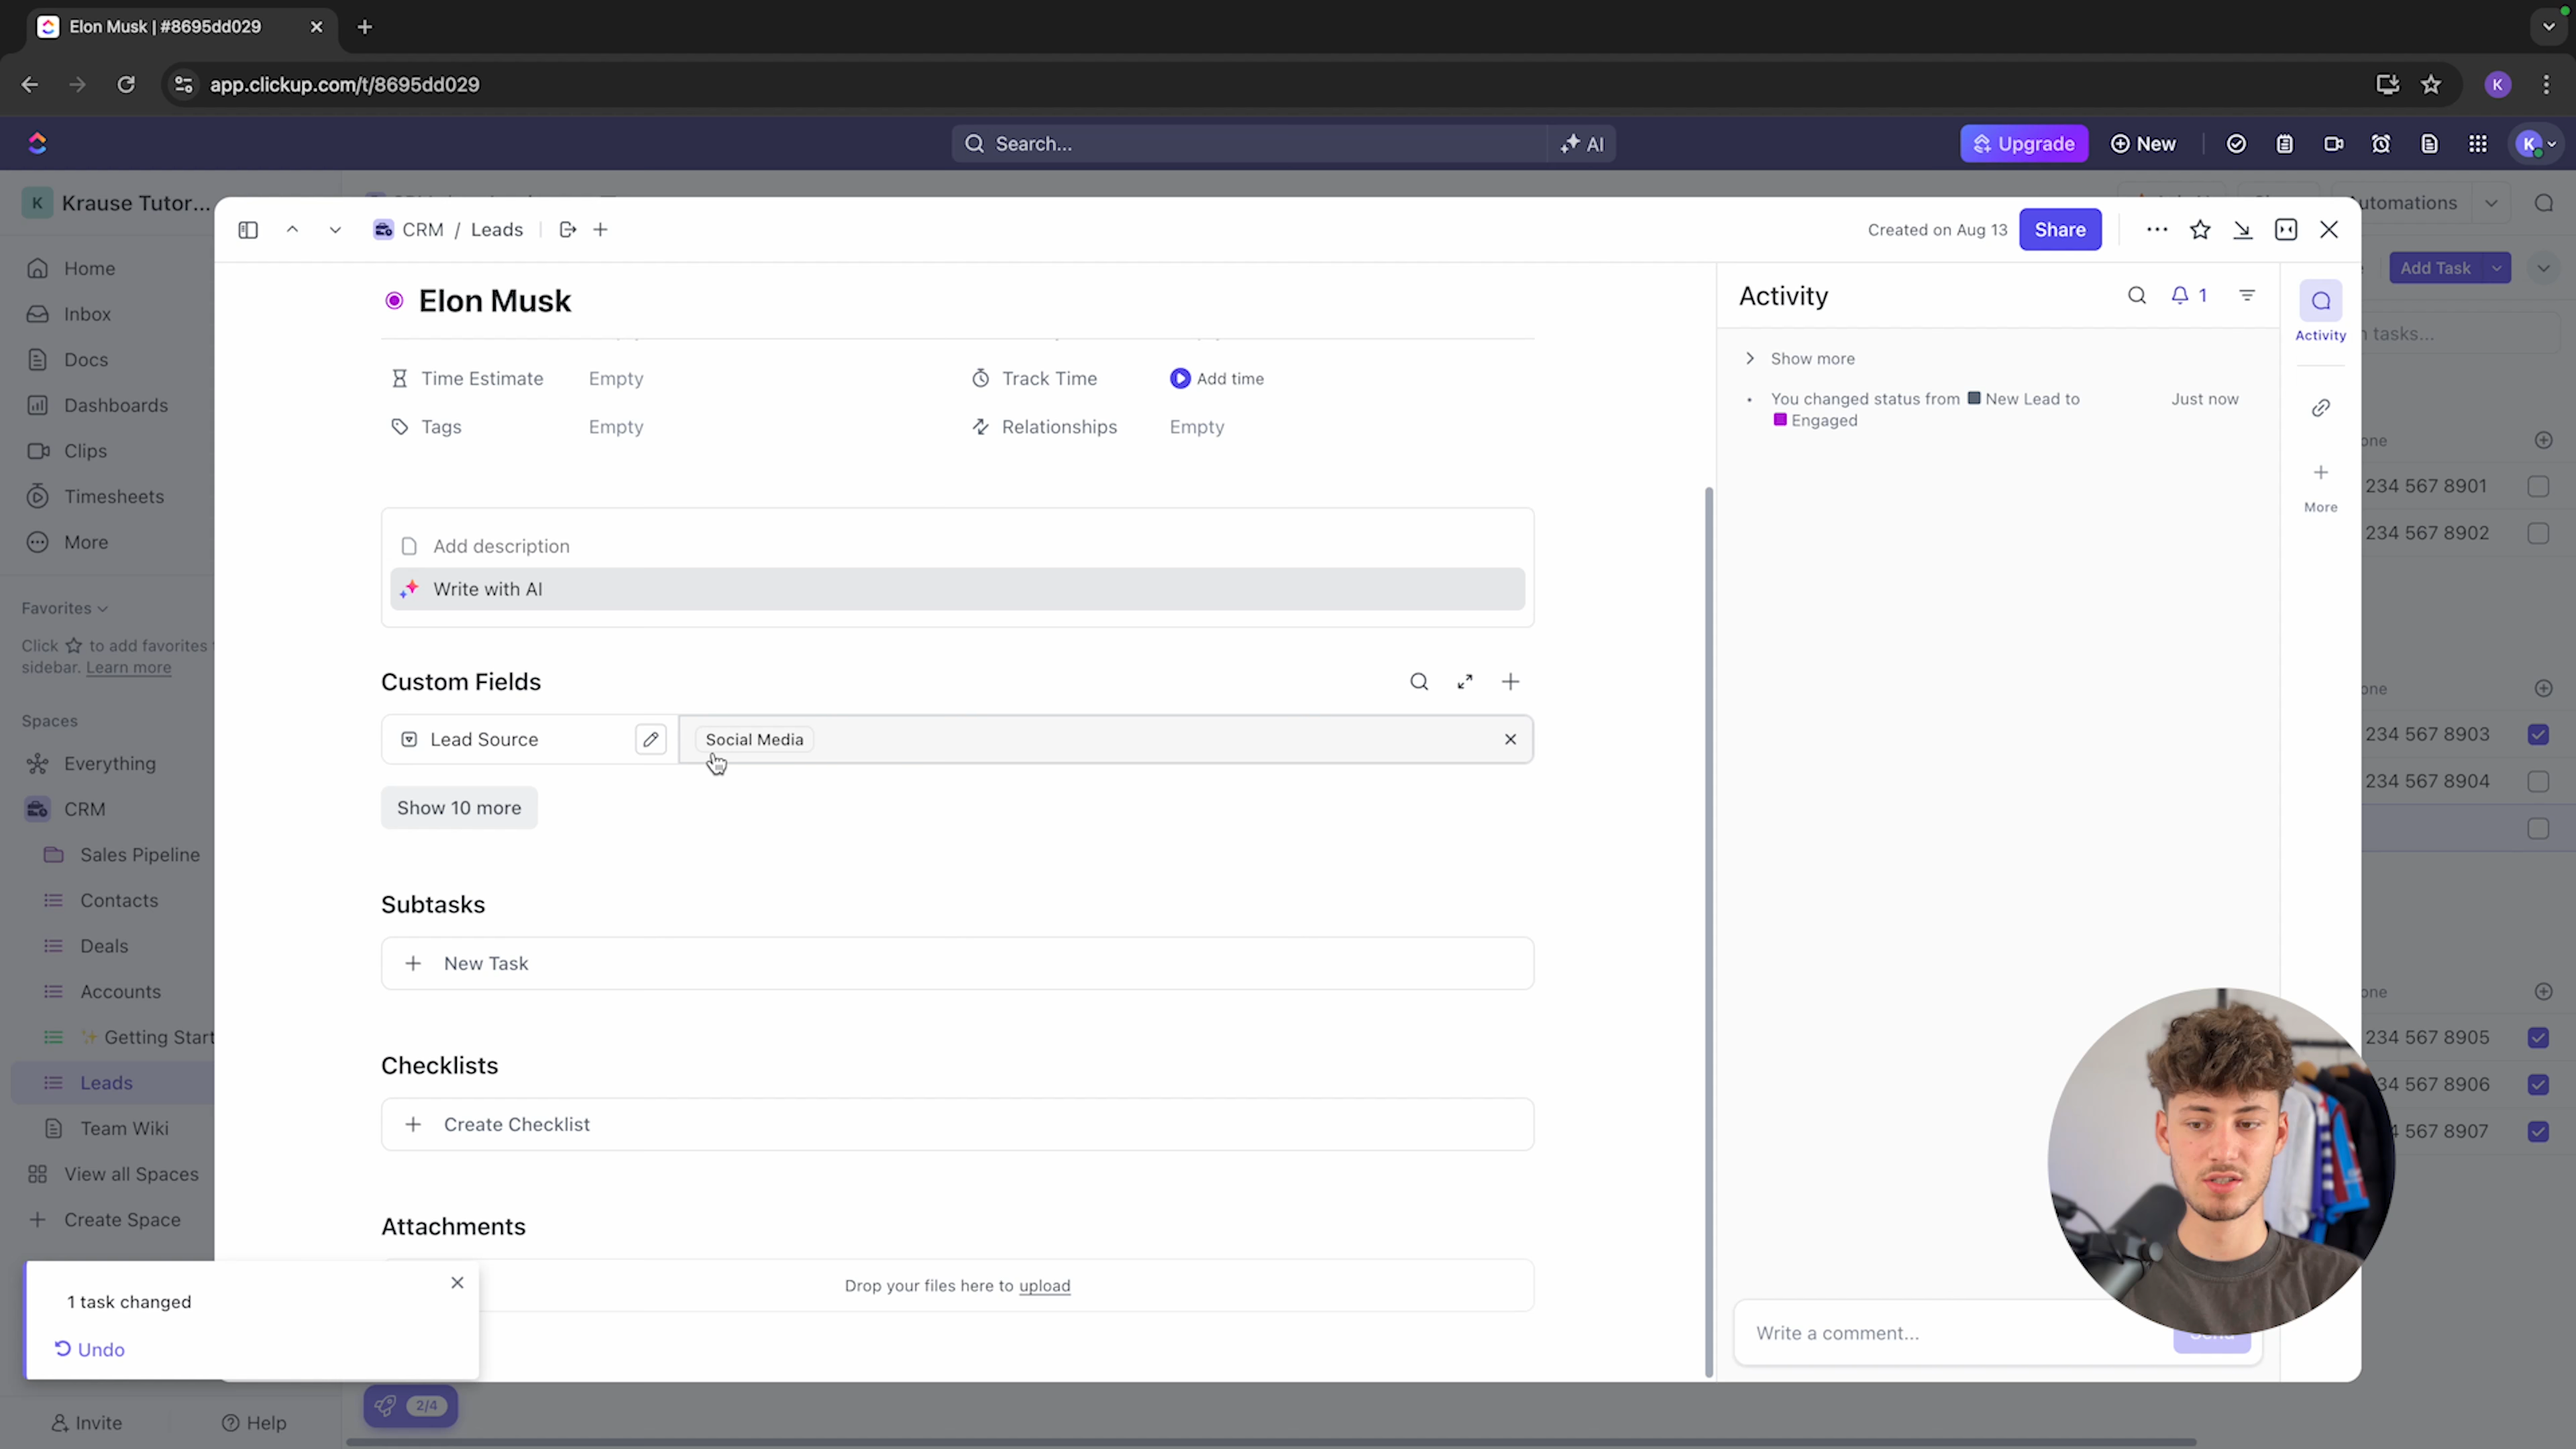 Elon Musk | #8695dd029
app.clickup.com/t/8695dd029
K
Search...
AI
Upgrade
New
K
K
Krause Tutor...
Automations
CRM / Leads
Created on Aug 13
Share
Home
Inbox
Docs
Dashboards
Clips
Timesheets
More
Favorites
Click to add favorites
sidebar. Learn more
Spaces
Everything
CRM
Sales Pipeline
Contacts
Deals
Accounts
Getting Start
Leads
Team Wiki
View all Spaces
Create Space
Invite
Help
Elon Musk
Time Estimate
Empty
Track Time
Add time
Tags
Empty
Relationships
Empty
Add description
Write with AI
Custom Fields
Lead Source
Social Media
Show 10 more
Subtasks
New Task
Checklists
Create Checklist
Attachments
Drop your files here to upload
1 task changed
Undo
2/4
Activity
1
Show more
You changed status from New Lead to
Engaged
Just now
Write a comment...
Activity
More
Add Task
tasks...
234 567 8901
234 567 8902
234 567 8903
234 567 8904
234 567 8905
34 567 8906
4 567 8907